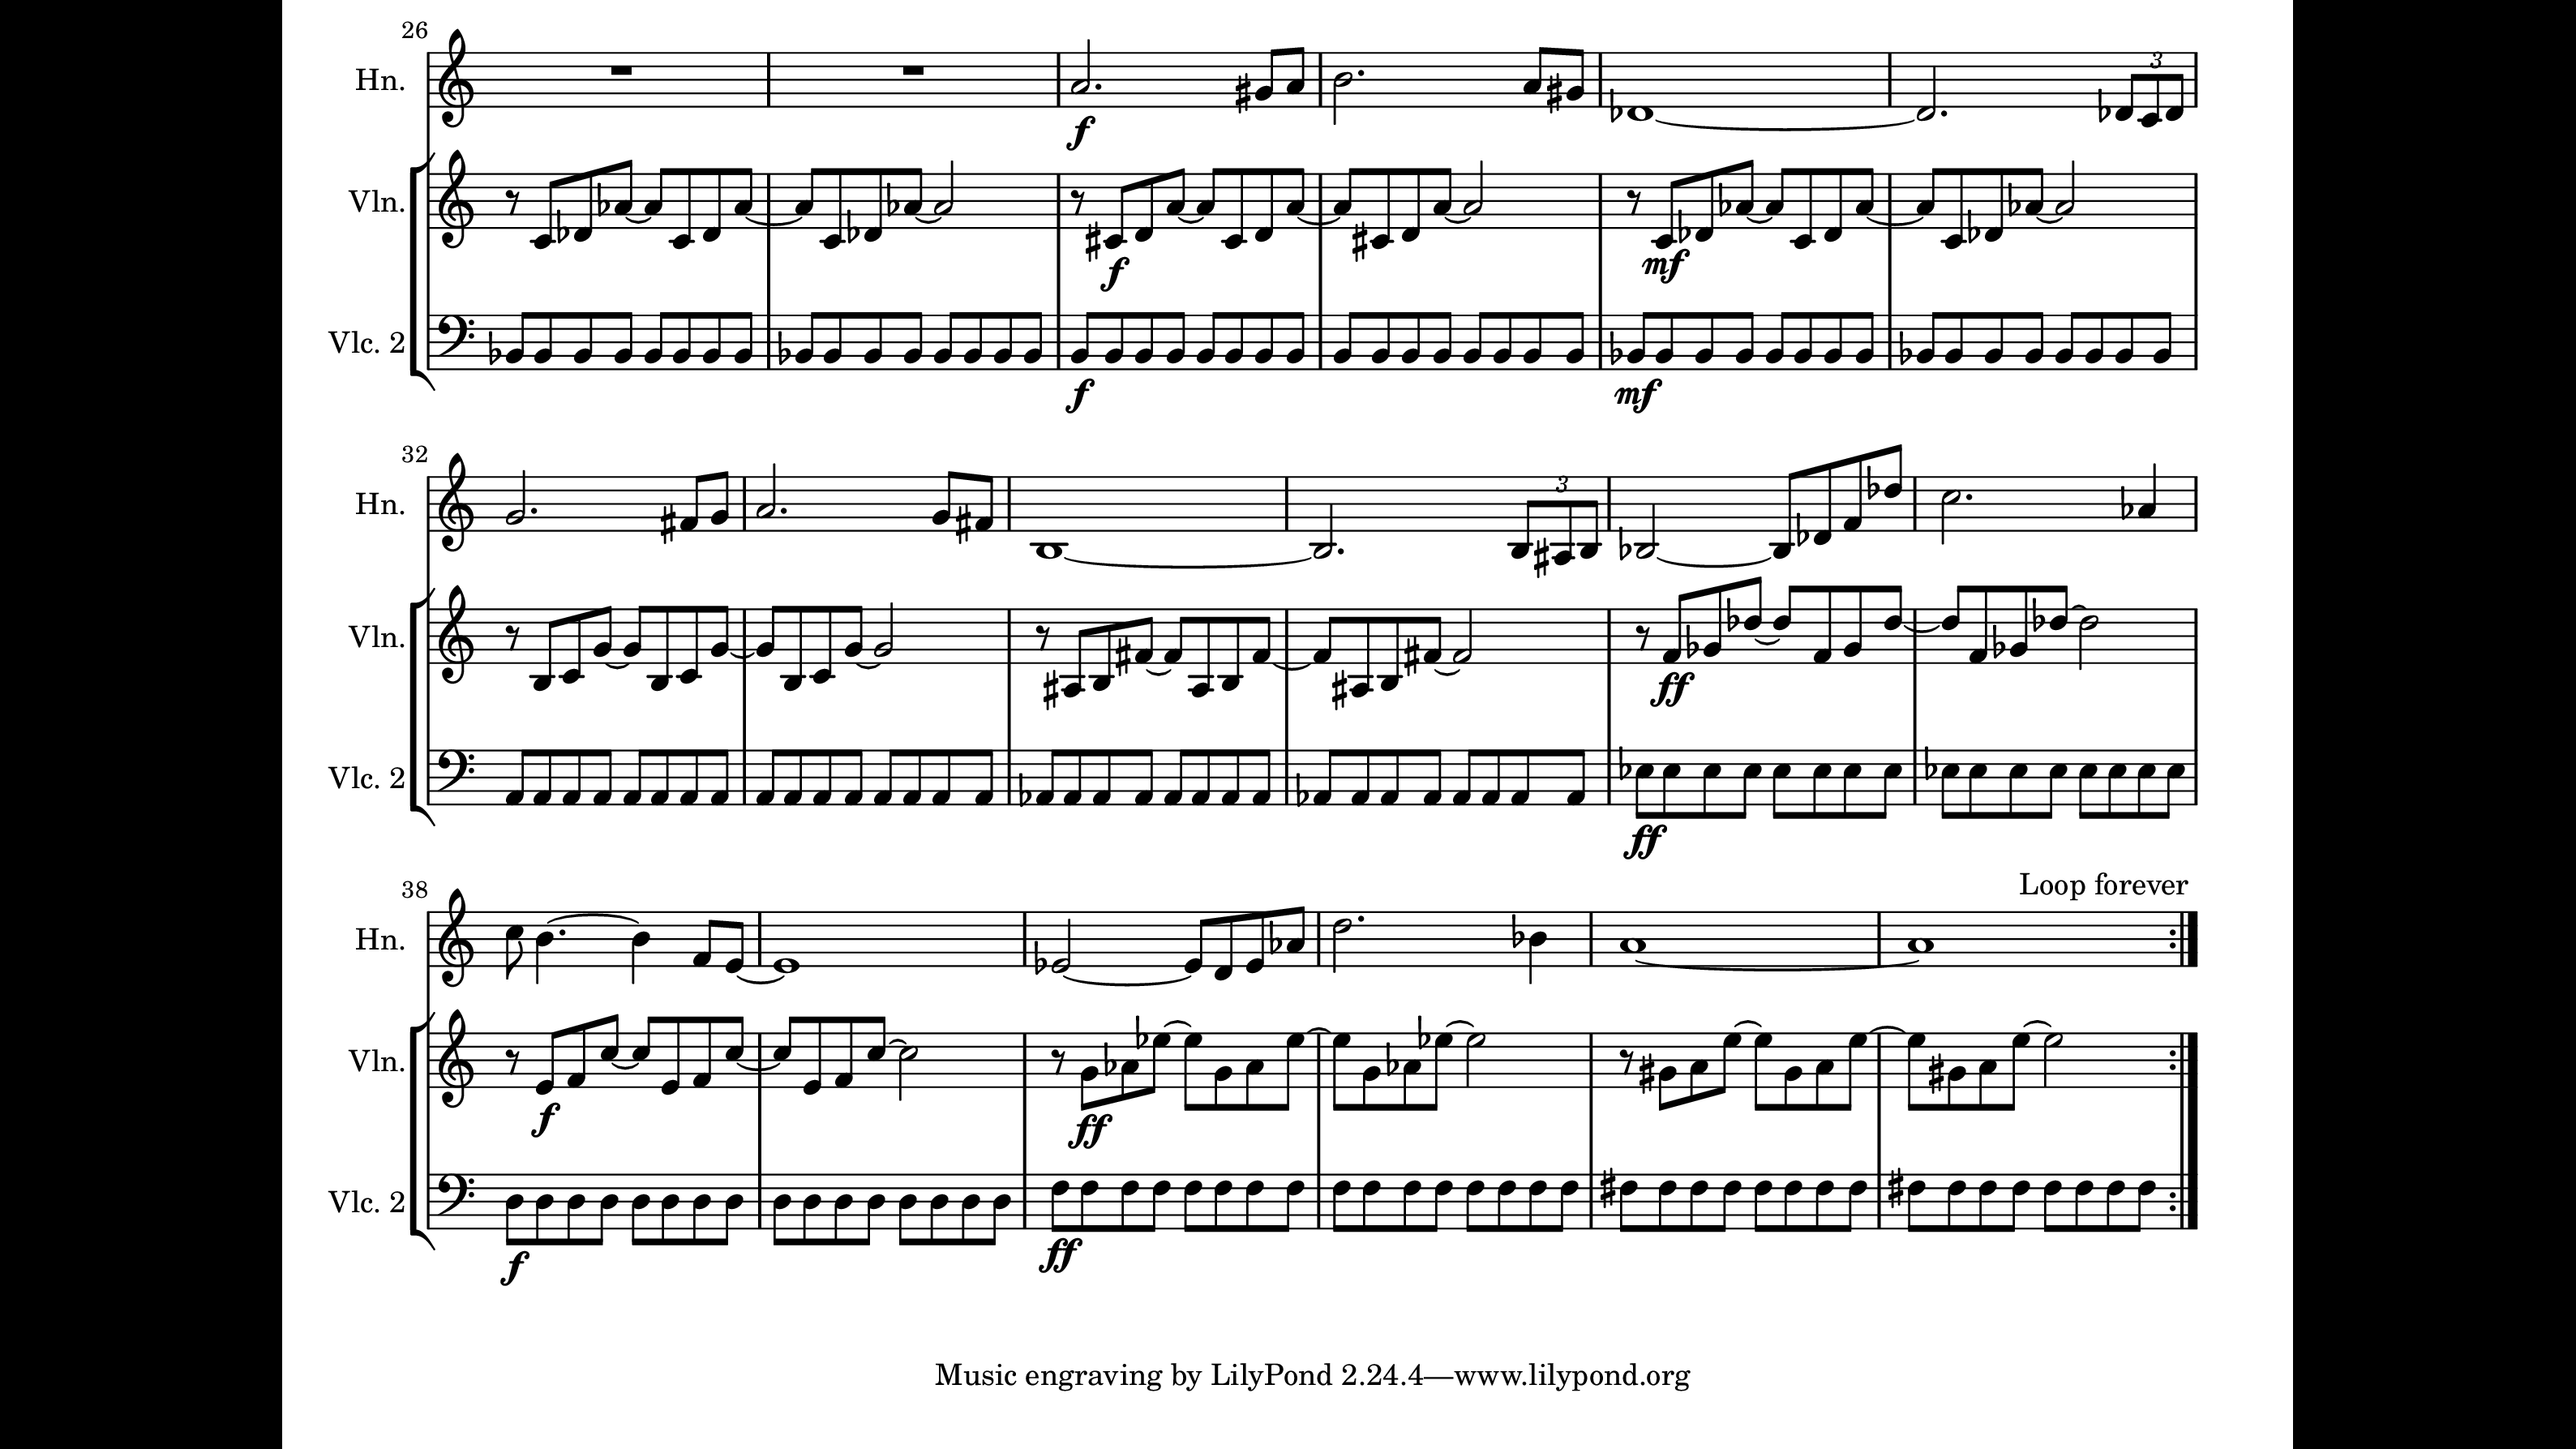 26
Hn.
3
f
Vln.
f
mf
Vlc. 2
f
mf
32
Hn.
3
Vln.
ff
Vlc. 2
ff
Loop forever
38
Hn.
Vln.
f
ff
Vlc. 2
f
ff
Music engraving by LilyPond 2.24.4—www.lilypond.org